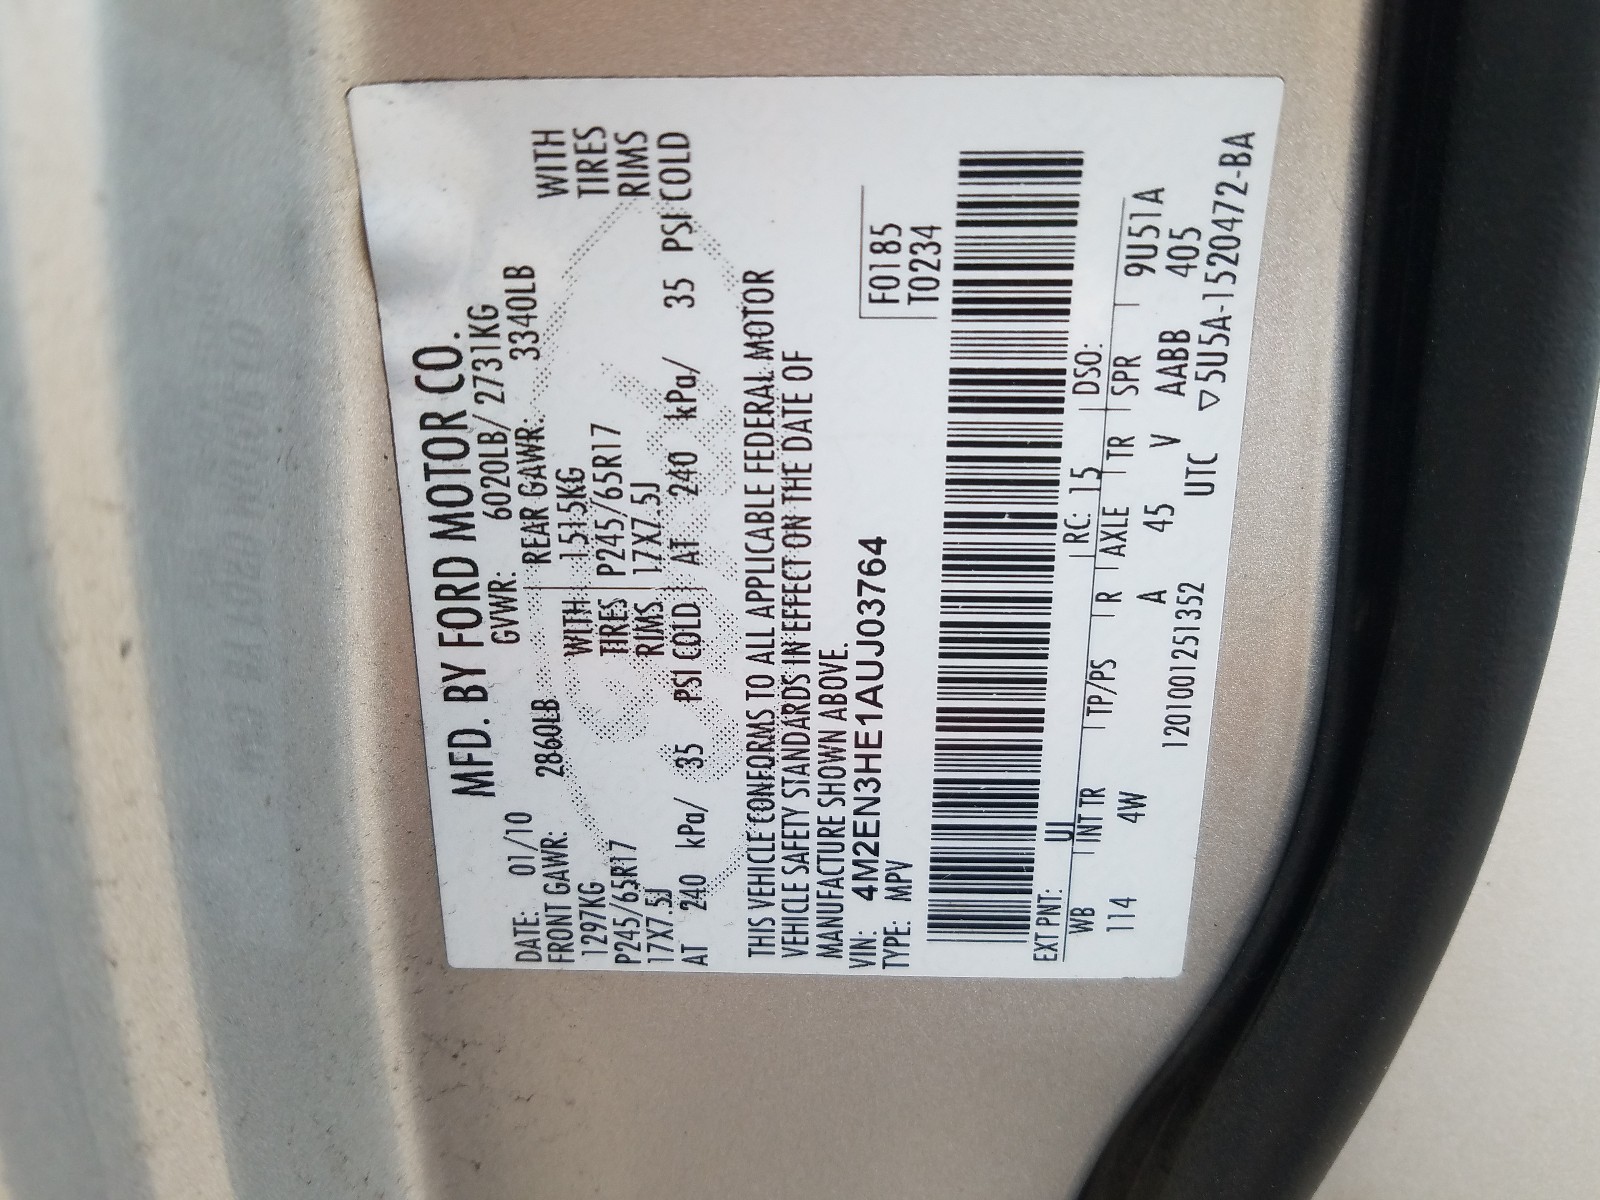 MFD. BY FORD MOTOR CO.
DATE: 01/10 GVWR: 6020LB/ 2731KG
FRONT GAWR: 2860LB REAR GAWR: 3340LB
1297KG WITH 1515KG WITH
P245/65R17 TIRES P245/65R17 TIRES
17X7.5J RIMS 17X7.5J RIMS
AT 240 kPa/ 35 PSI COLD AT 240 kPa/ 35 PSI COLD
THIS VEHICLE CONFORMS TO ALL APPLICABLE FEDERAL MOTOR
VEHICLE SAFETY STANDARDS IN EFFECT ON THE DATE OF
MANUFACTURE SHOWN ABOVE.
VIN: 4M2EN3HE1AUJ03764 F0185
TYPE: MPV T0234
EXT PNT: UJ RC: 15 DSO:
WB INT TR TP/PS R AXLE TR SPR 9U51A
114 4W A 45 V AABB 405
1201001251352 UTC ▽5U5A-1520472-BA